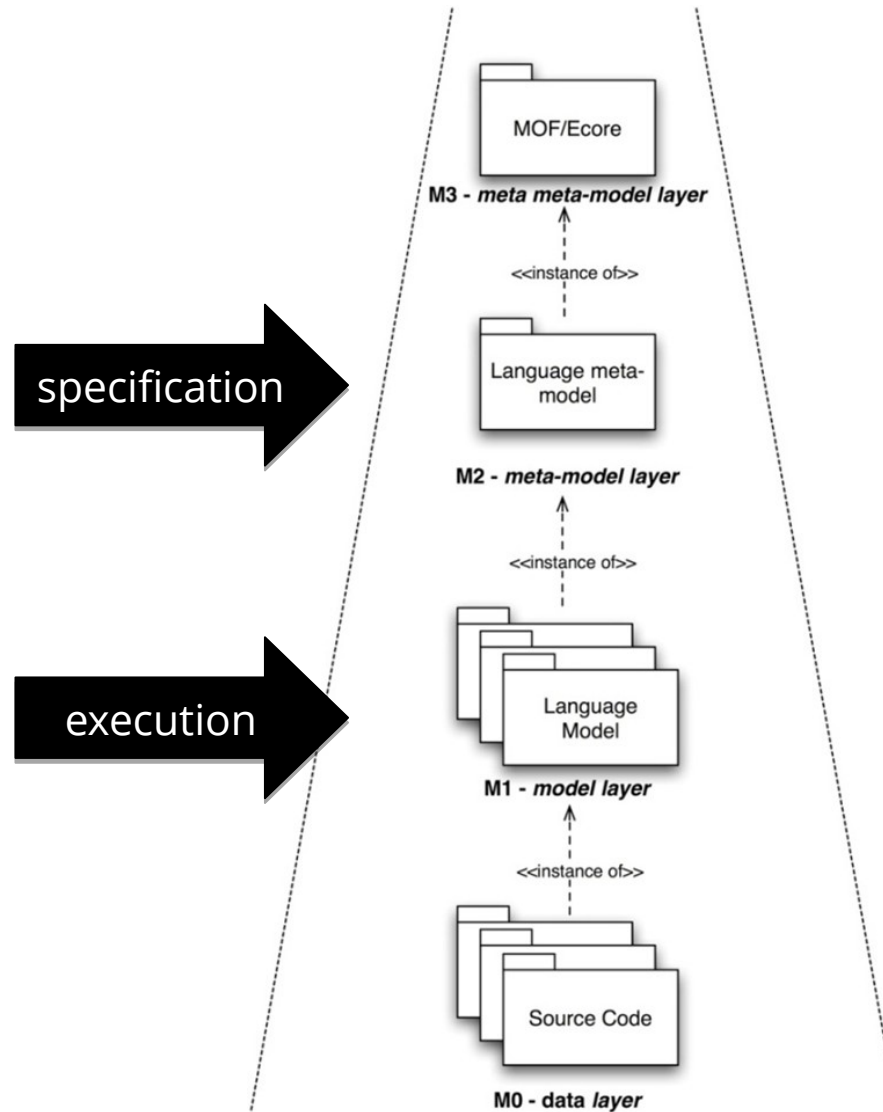 MOF/Ecore
M3 - meta meta-model layer
<<instance of>>
specification
Language meta-
model
M2 - meta-model layer
<<instance of>>
execution
Language
Model
M1 - model layer
<<instance of>>
Source Code
M0 - data layer